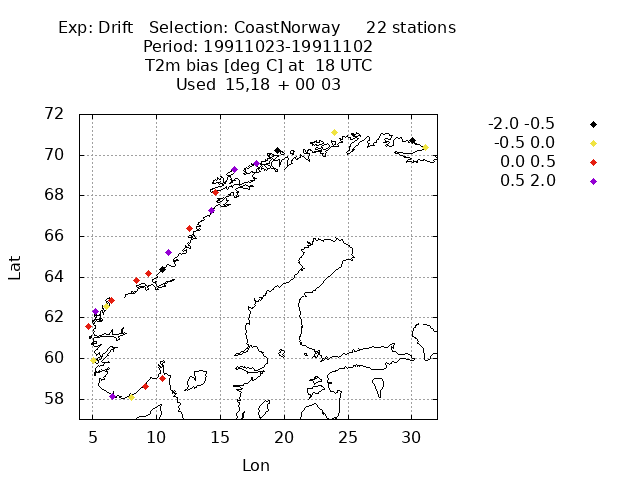 Exp: Drift Selection: CoastNorway 22 stations
Period: 19911023-19911102
T2m bias [deg C] at 18 UTC
Used 15,18 + 00 03
-2.0 -0.5
-0.5 0.0
0.0 0.5
0.5 2.0
72
70
68
66
64
62
60
58
Lat
5 10 15 20 25 30
Lon